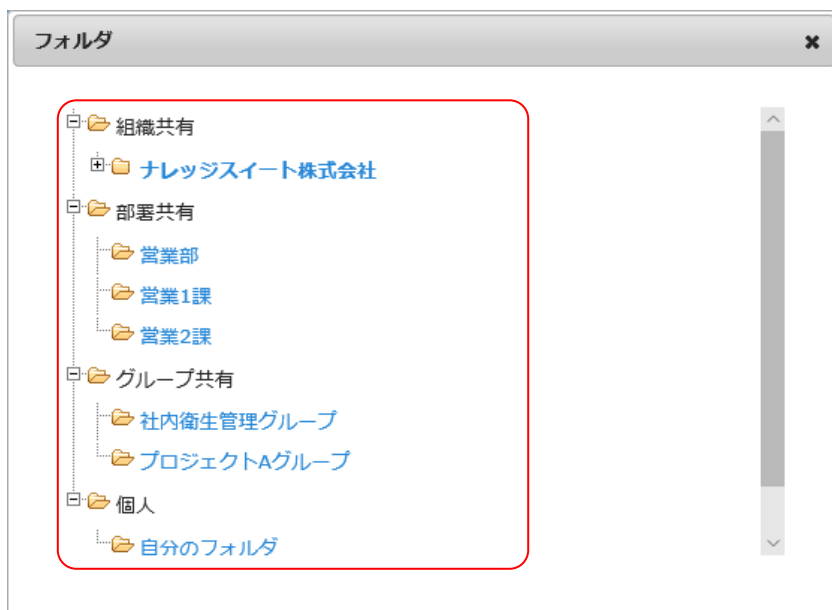 フォルダ
組織共有
ナレッジスイート株式会社
部署共有
営業部
営業1課
営業2課
グループ共有
社内衛生管理グループ
プロジェクトAグループ
個人
自分のフォルダ